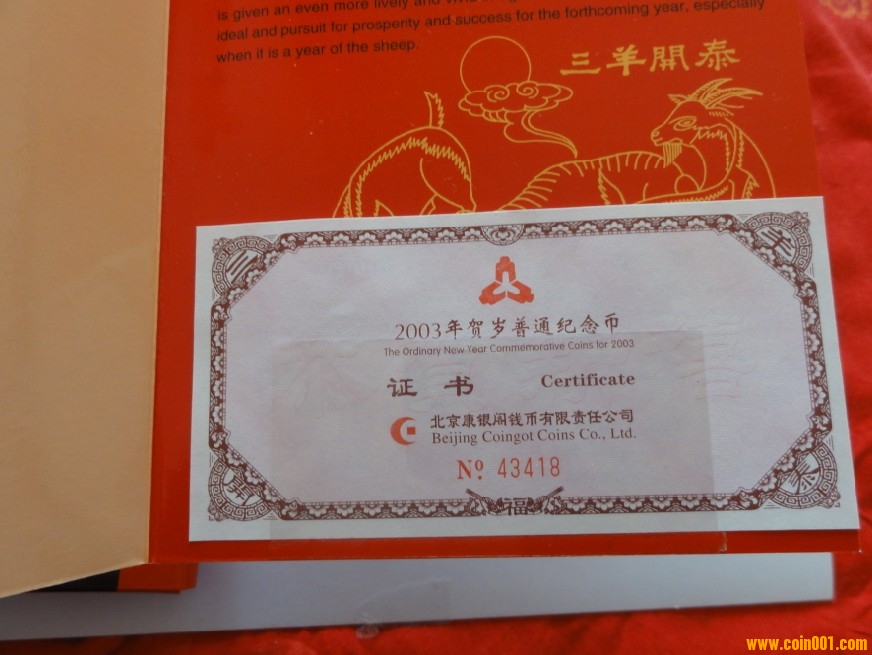 is given an even more lively and
ideal and pursuit for prosperity and success for the forthcoming year, especially
when it is a year of the sheep.
三羊開泰
三
羊
2003年贺岁普通纪念币
The Ordinary New Year Commemorative Coins for 2003
证 书 Certificate
北京康银阁钱币有限责任公司
Beijing Coingot Coins Co., Ltd.
№ 43418
開
福
泰
www.coin001.com